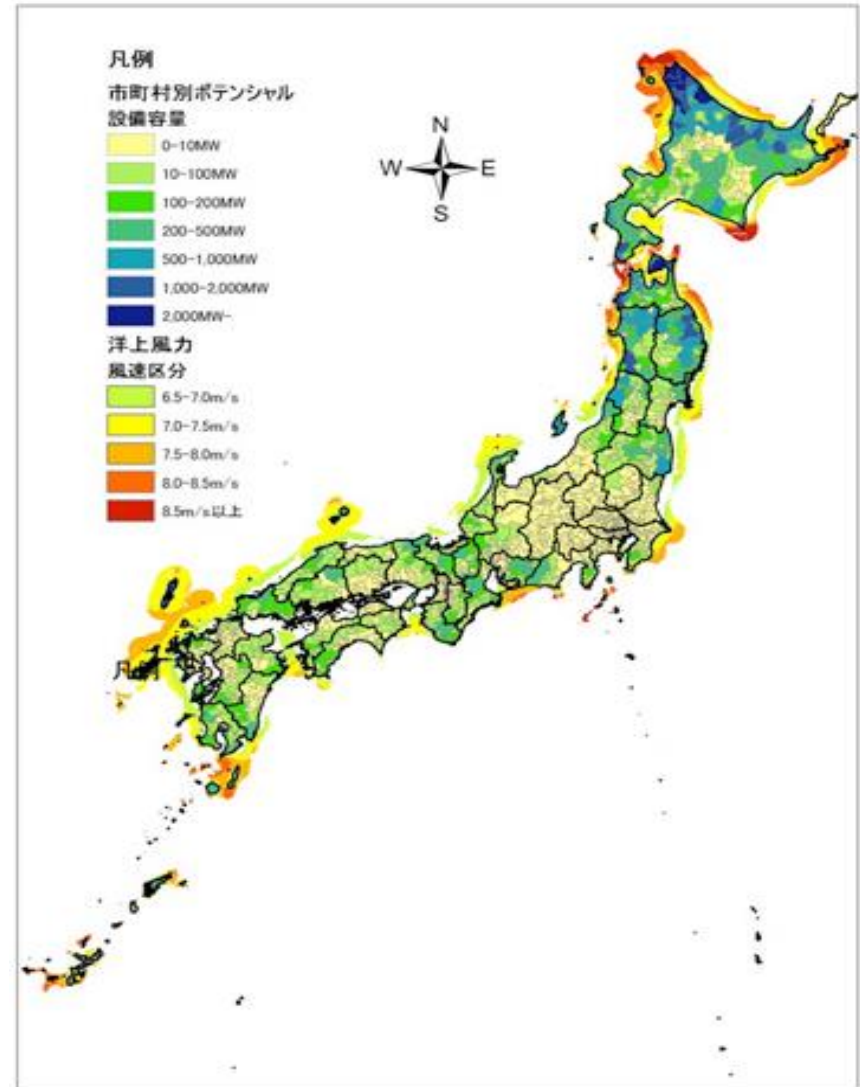 凡例
市町村別ポテンシャル
設備容量
0-10MW
10-100MW
100-200MW
200-500MW
500-1,000MW
1,000-2,000MW
2,000MW-
洋上風力
風速区分
6.5-7.0m/s
7.0-7.5m/s
7.5-8.0m/s
8.0-8.5m/s
8.5m/s以上
N
W
E
S